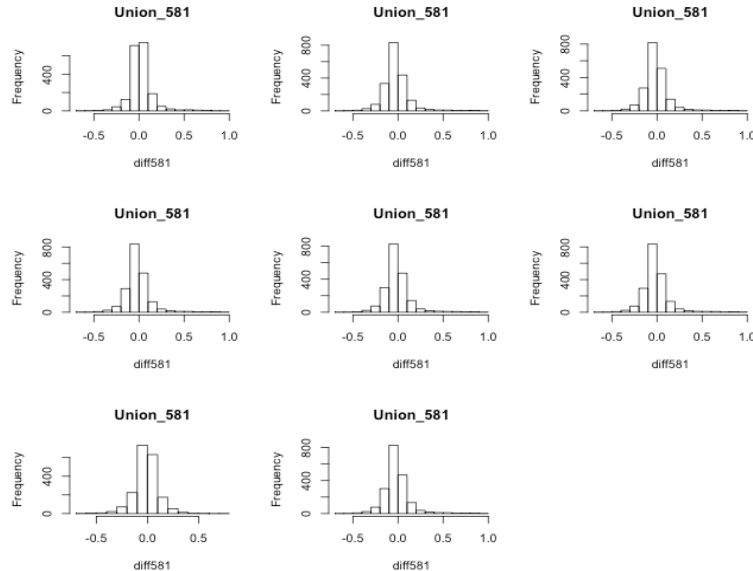 Union_581 Union_581 Union_581
Frequency 0 400 Frequency 0 400 800 Frequency 0 400 800
-0.5 0.0 0.5 1.0 -0.5 0.0 0.5 1.0 -0.5 0.0 0.5 1.0
diff581 diff581 diff581
Union_581 Union_581 Union_581
Frequency 0 400 800 Frequency 0 400 800 Frequency 0 400 800
-0.5 0.0 0.5 1.0 -0.5 0.0 0.5 1.0 -0.5 0.0 0.5 1.0
diff581 diff581 diff581
Union_581 Union_581
Frequency 0 400 Frequency 0 400 800
-0.5 0.0 0.5 -0.5 0.0 0.5 1.0
diff581 diff581